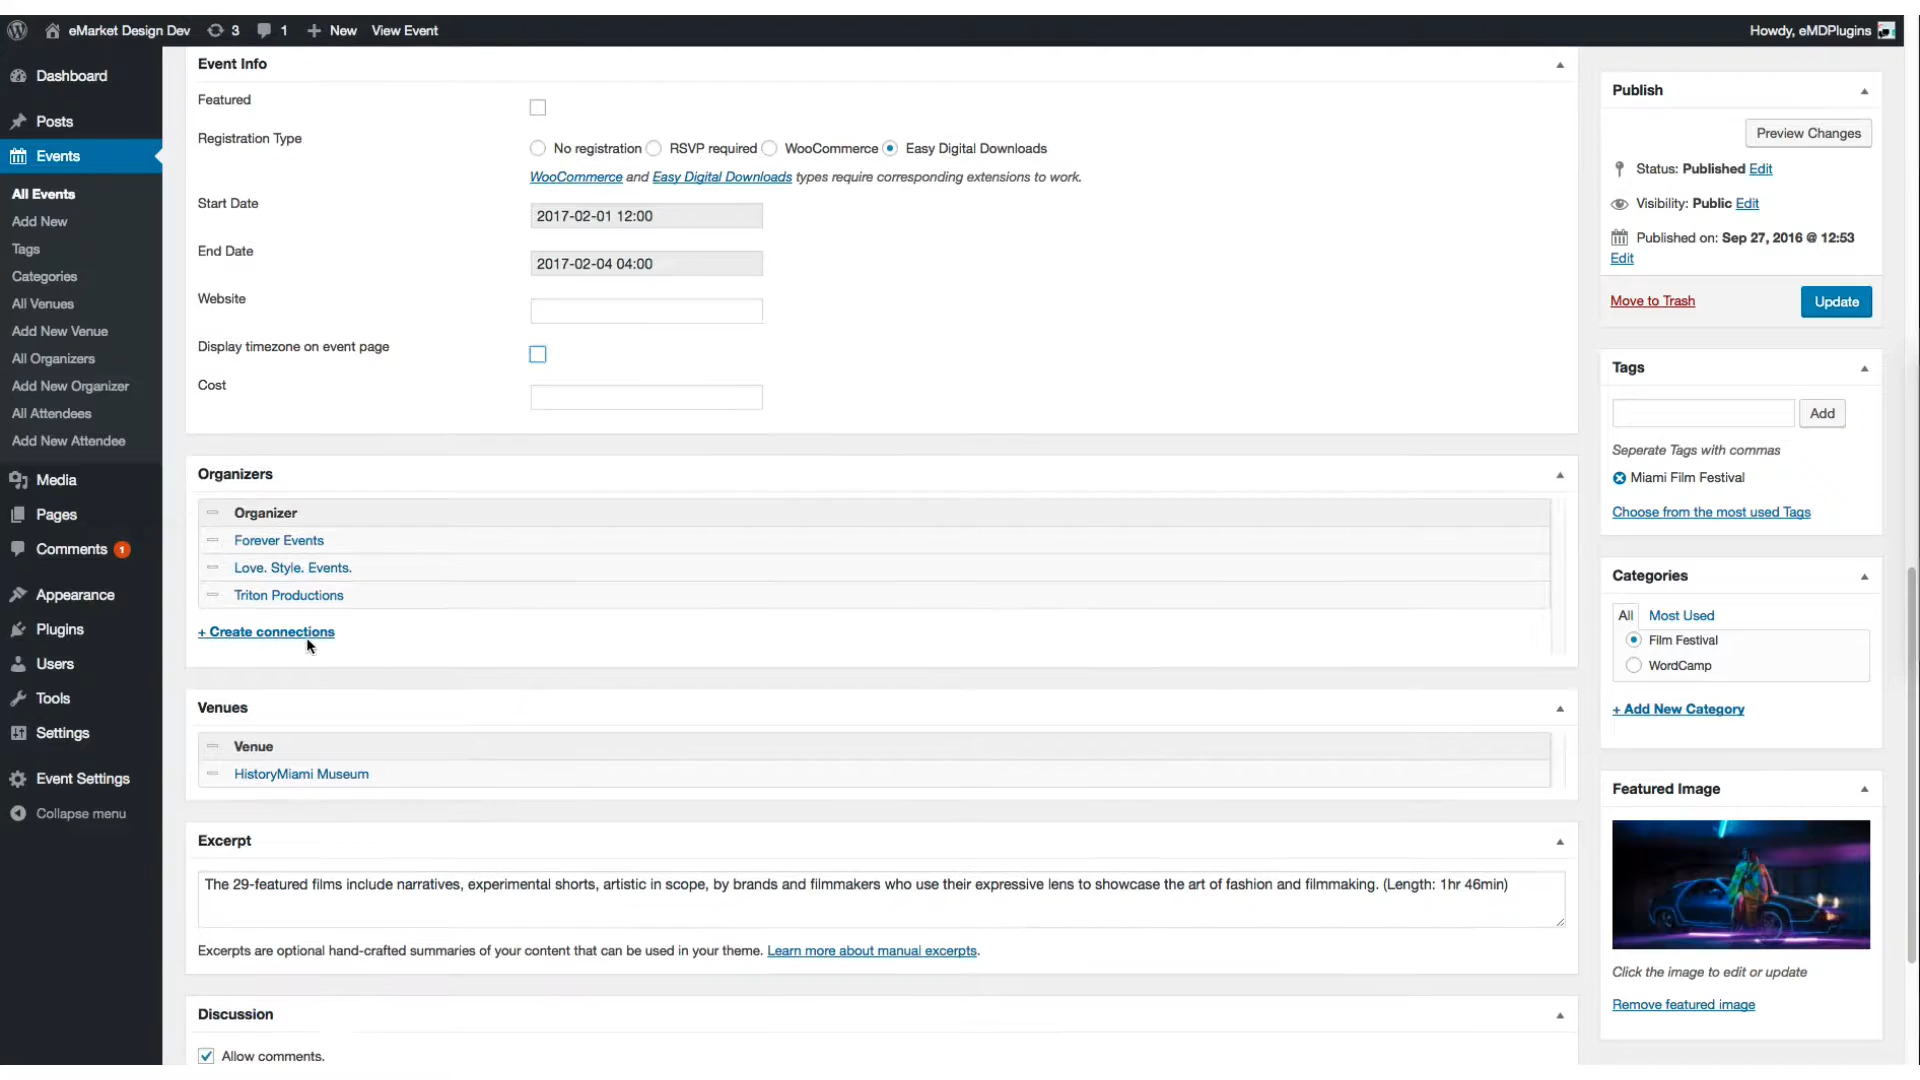 eMarket Design Dev 3 1 + New View Event Howdy, eMDPlugins
Dashboard
Posts
Events
All Events
Add New
Tags
Categories
All Venues
Add New Venue
All Organizers
Add New Organizer
All Attendees
Add New Attendee
Media
Pages
Comments 1
Appearance
Plugins
Users
Tools
Settings
Event Settings
Collapse menu
Event Info
Featured
Registration Type
No registration RSVP required WooCommerce Easy Digital Downloads
WooCommerce and Easy Digital Downloads types require corresponding extensions to work.
Start Date
2017-02-01 12:00
End Date
2017-02-04 04:00
Website
Display timezone on event page
Cost
Organizers
Organizer
Forever Events
Love. Style. Events.
Triton Productions
+ Create connections
Venues
Venue
HistoryMiami Museum
Excerpt
The 29-featured films include narratives, experimental shorts, artistic in scope, by brands and filmmakers who use their expressive lens to showcase the art of fashion and filmmaking. (Length: 1hr 46min)
Excerpts are optional hand-crafted summaries of your content that can be used in your theme. Learn more about manual excerpts.
Discussion
Allow comments.
Publish
Preview Changes
Status: Published Edit
Visibility: Public Edit
Published on: Sep 27, 2016 @ 12:53
Edit
Move to Trash Update
Tags
Add
Seperate Tags with commas
Miami Film Festival
Choose from the most used Tags
Categories
All Most Used
Film Festival
WordCamp
+ Add New Category
Featured Image
Click the image to edit or update
Remove featured image